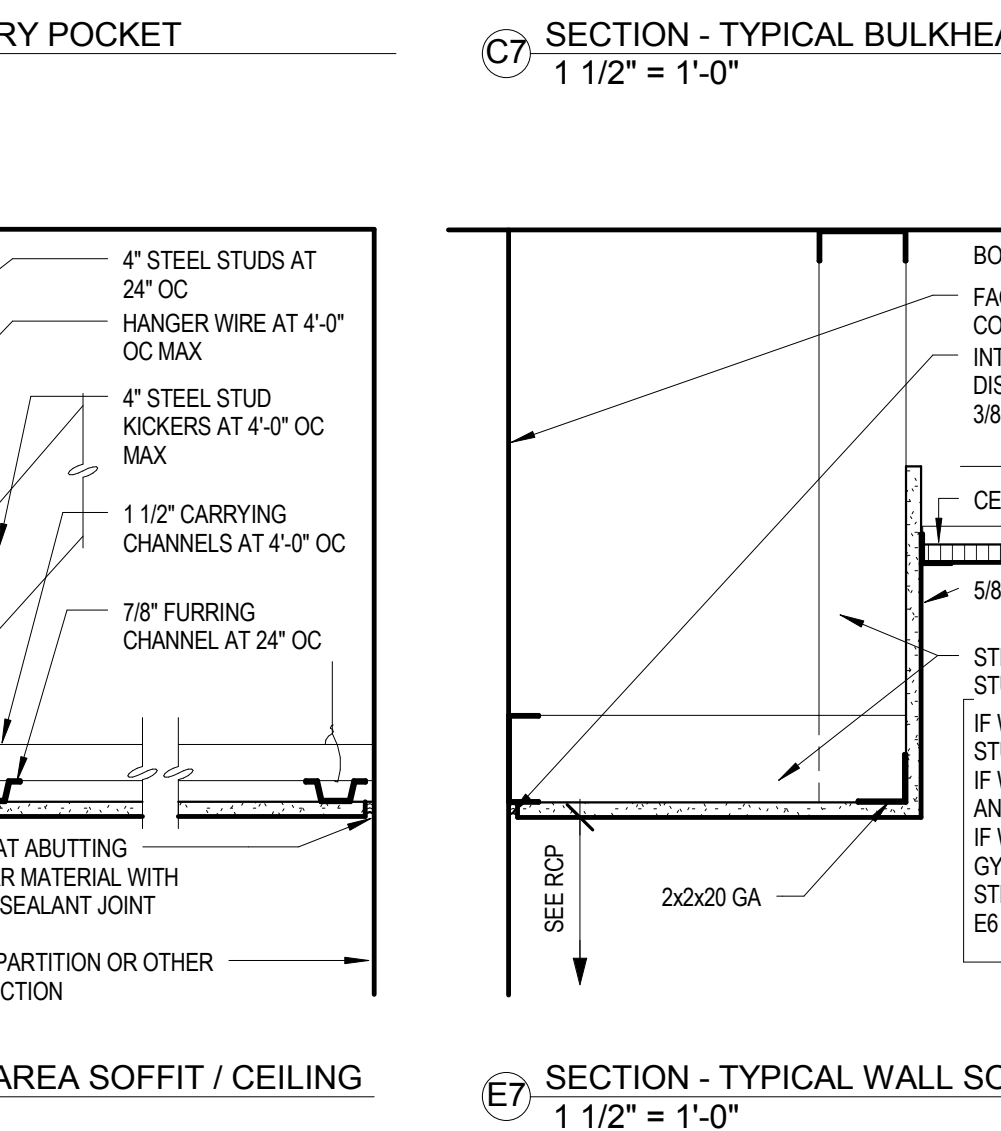 RY POCKET
C7
SECTION - TYPICAL BULKHEA
1 1/2" = 1'-0"
4" STEEL STUDS AT
24" OC
HANGER WIRE AT 4'-0"
OC MAX
4" STEEL STUD
KICKERS AT 4'-0" OC
MAX
1 1/2" CARRYING
CHANNELS AT 4'-0" OC
7/8" FURRING
CHANNEL AT 24" OC
AT ABUTTING
R MATERIAL WITH
SEALANT JOINT
PARTITION OR OTHER
CTION
AREA SOFFIT / CEILING
BO
FA
CO
INT
DIS
3/8
CE
5/8
STE
STU
IF W
STU
IF W
AN
IF W
GY
STE
E6
SEE RCP
2x2x20 GA
E7
SECTION - TYPICAL WALL SO
1 1/2" = 1'-0"